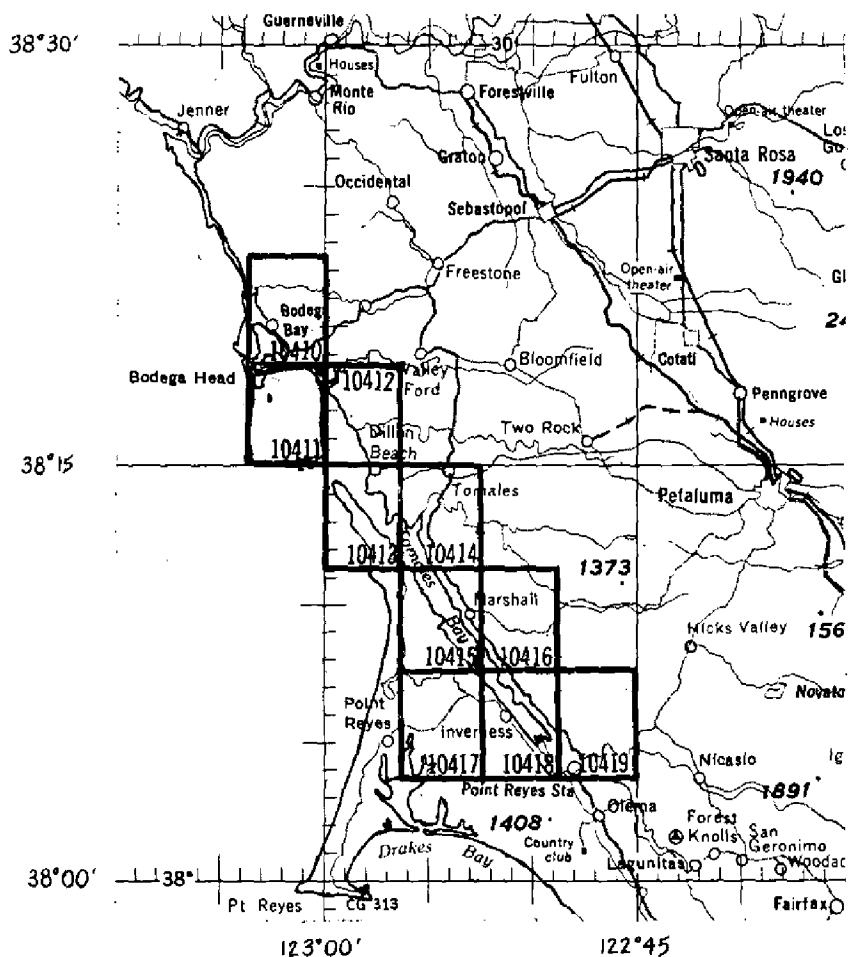 Guerneville
38°30'
30'
Houses
Fulton
Monte
Rio
Forestville
Jenner
Open-air theater
Graton
Santa Rosa
1940
Occidental
Sebastopol
Freestone
Open-air
theater
Bodega
Bay
10410
Cotati
Bodega Head
10412
Valley
Ford
Bloomfield
Penngrove
Houses
Two Rock
Dillon
Beach
10411
38°15
Tomales
Petaluma
10413
10414
1373
Tomales
Bay
Marshall
156
Hicks Valley
10415
10416
Novato
Point
Reyes
Inverness
10417
10418
10419
Nicasio
1891
Point Reyes Sta
Olema
1408
Forest
Knolls
San
Geronimo
Drakes
Bay
Country
club
Lagunitas
Woodac
38°00'
38°
Pt Reyes
CG 313
Fairfax
123°00'
122°45